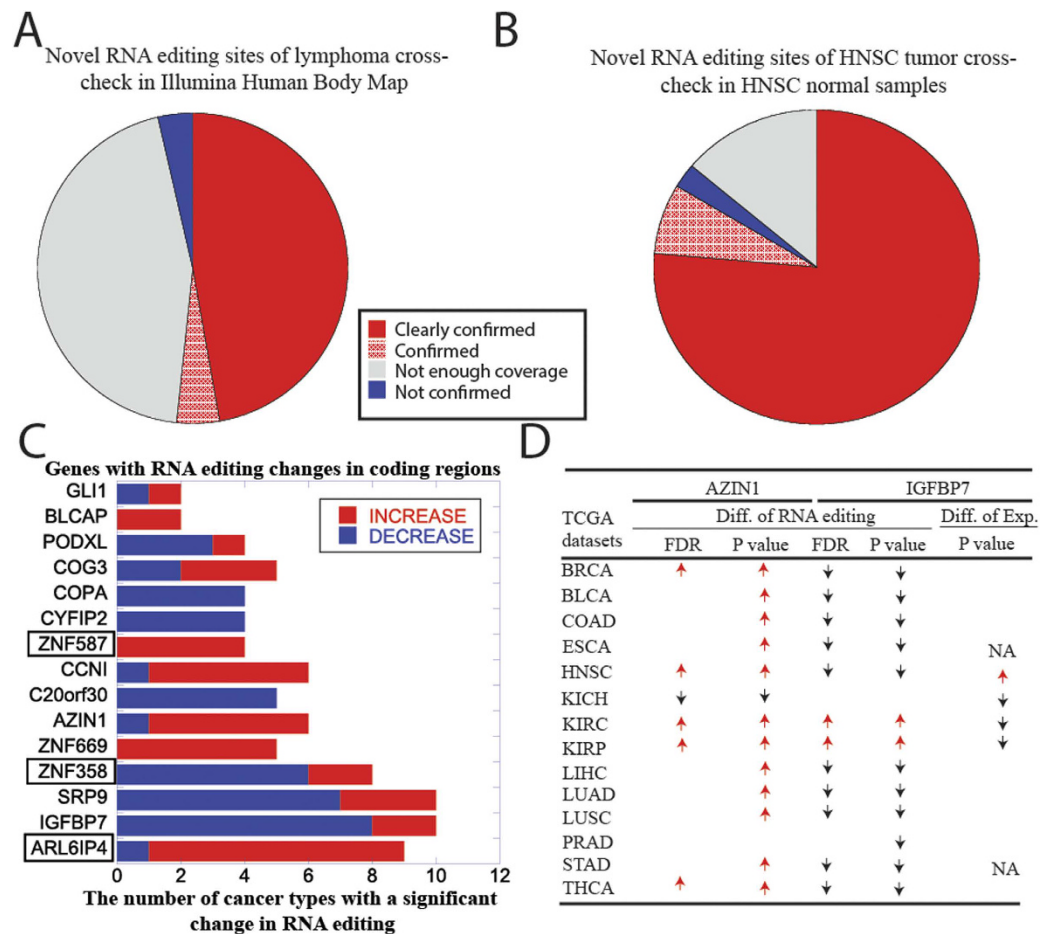 A
Novel RNA editing sites of lymphoma cross-
check in Illumina Human Body Map
B
Novel RNA editing sites of HNSC tumor cross-
check in HNSC normal samples
Clearly confirmed
Confirmed
Not enough coverage
Not confirmed
C
Genes with RNA editing changes in coding regions
GLI1
BLCAP
PODXL
COG3
COPA
CYFIP2
ZNF587
CCNI
C20orf30
AZIN1
ZNF669
ZNF358
SRP9
IGFBP7
ARL6IP4
INCREASE
DECREASE
0 2 4 6 8 10 12
The number of cancer types with a significant
change in RNA editing
D
AZIN1 IGFBP7
TCGA Diff. of RNA editing Diff. of Exp.
datasets FDR P value FDR P value P value
BRCA ↑ ↑ ↓ ↓
BLCA ↑ ↓ ↓
COAD ↑ ↓ ↓
ESCA ↑ ↓ ↓ NA
HNSC ↑ ↑ ↓ ↓ ↑
KICH ↓ ↓ ↓
KIRC ↑ ↑ ↑ ↑ ↓
KIRP ↑ ↑ ↑ ↑ ↓
LIHC ↑ ↓ ↓
LUAD ↑ ↓ ↓
LUSC ↑ ↓ ↓
PRAD ↓
STAD ↑ ↓ ↓ NA
THCA ↑ ↑ ↓ ↓